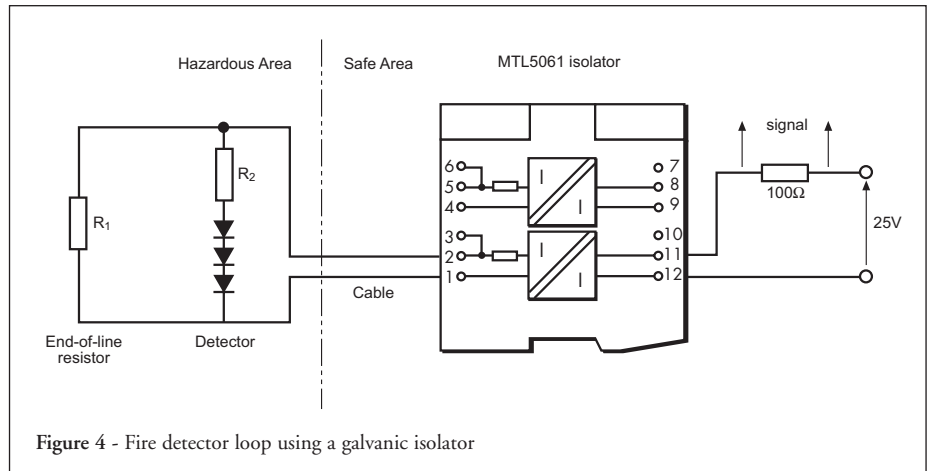 Hazardous Area
Safe Area
MTL5061 isolator
signal
R2
6
5
4
3
2
1
I
I
I
I
7
8
9
10
11
12
100Ω
25V
R1
Cable
End-of-line
resistor
Detector
Figure 4 - Fire detector loop using a galvanic isolator